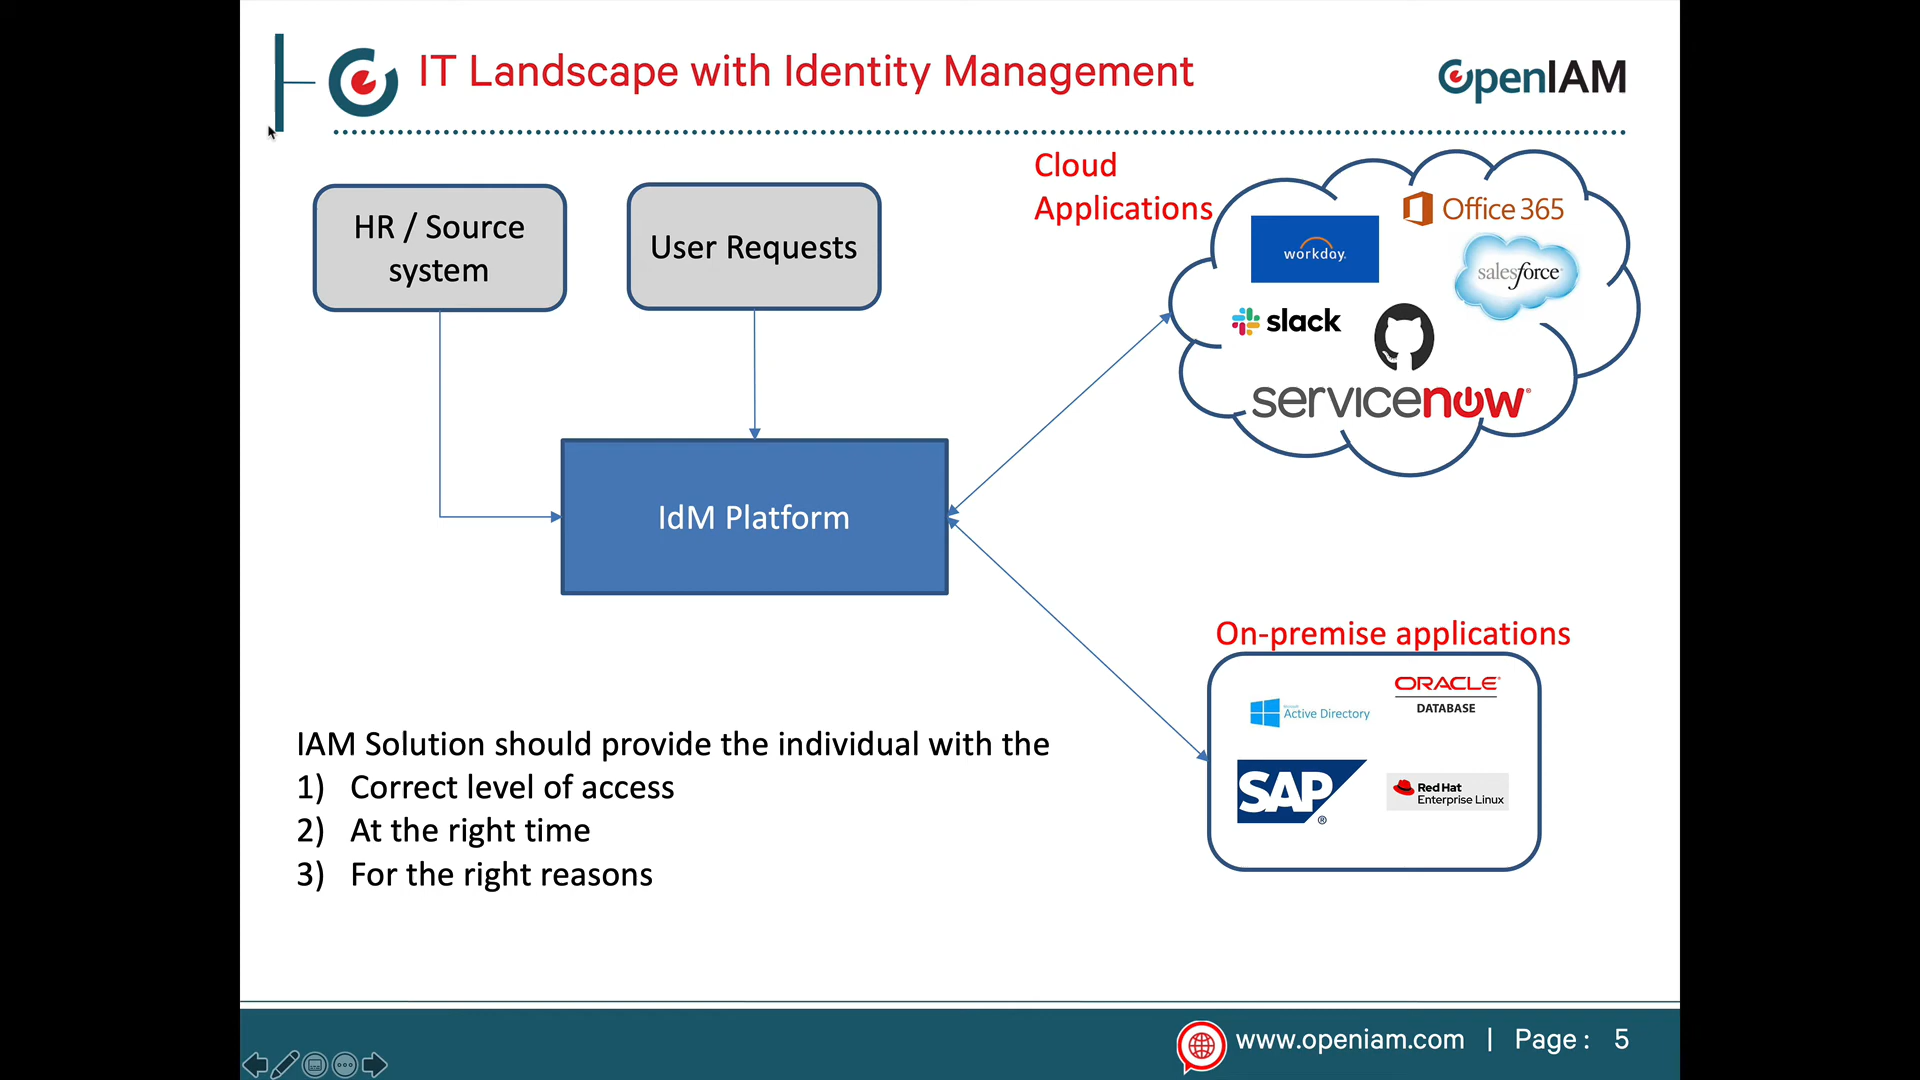 IT Landscape with Identity Management
OpenIAM
HR / Source
system
User Requests
Cloud
Applications
Office 365
workday.
salesforce
slack
servicenow®
IdM Platform
On-premise applications
Microsoft
Active Directory
ORACLE®
DATABASE
SAP®
Red Hat
Enterprise Linux
IAM Solution should provide the individual with the
1) Correct level of access
2) At the right time
3) For the right reasons
www.openiam.com | Page : 5